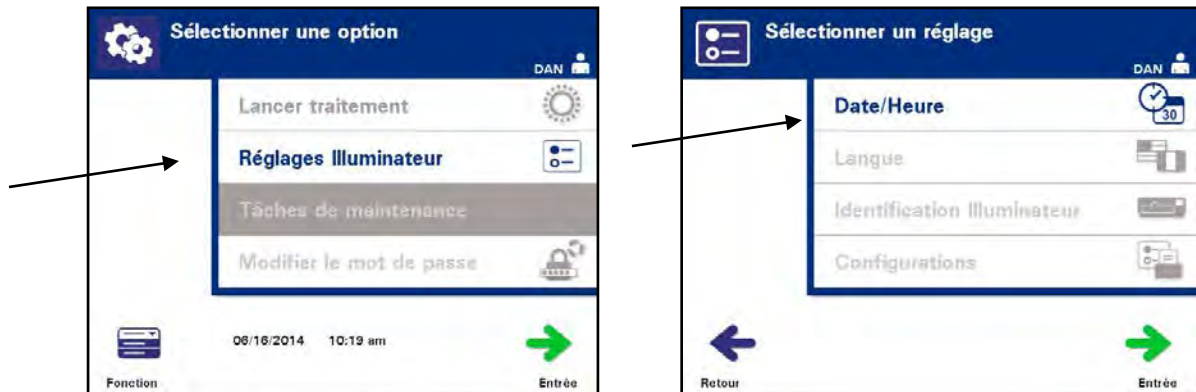 Sélectionner une option
DAN
Lancer traitement
Réglages Illuminateur
Tâches de maintenance
Modifier le mot de passe
06/16/2014 10:19 am
Fonction
Entrée
Sélectionner un réglage
DAN
Date/Heure
30
Langue
Identification Illuminateur
Configurations
Retour
Entrée